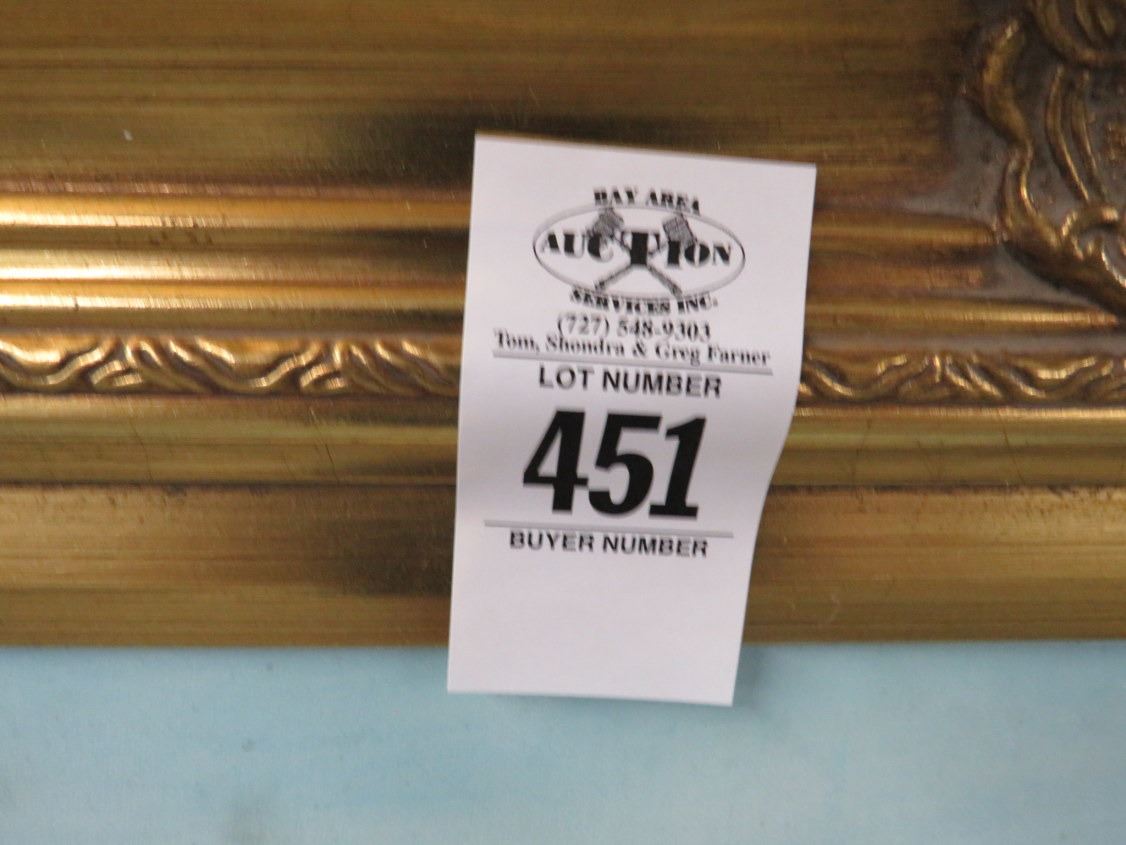 BAY AREA
AUCTION
SERVICES INC.
(727) 548-9303
Tom, Shondra & Greg Farner
LOT NUMBER
451
BUYER NUMBER